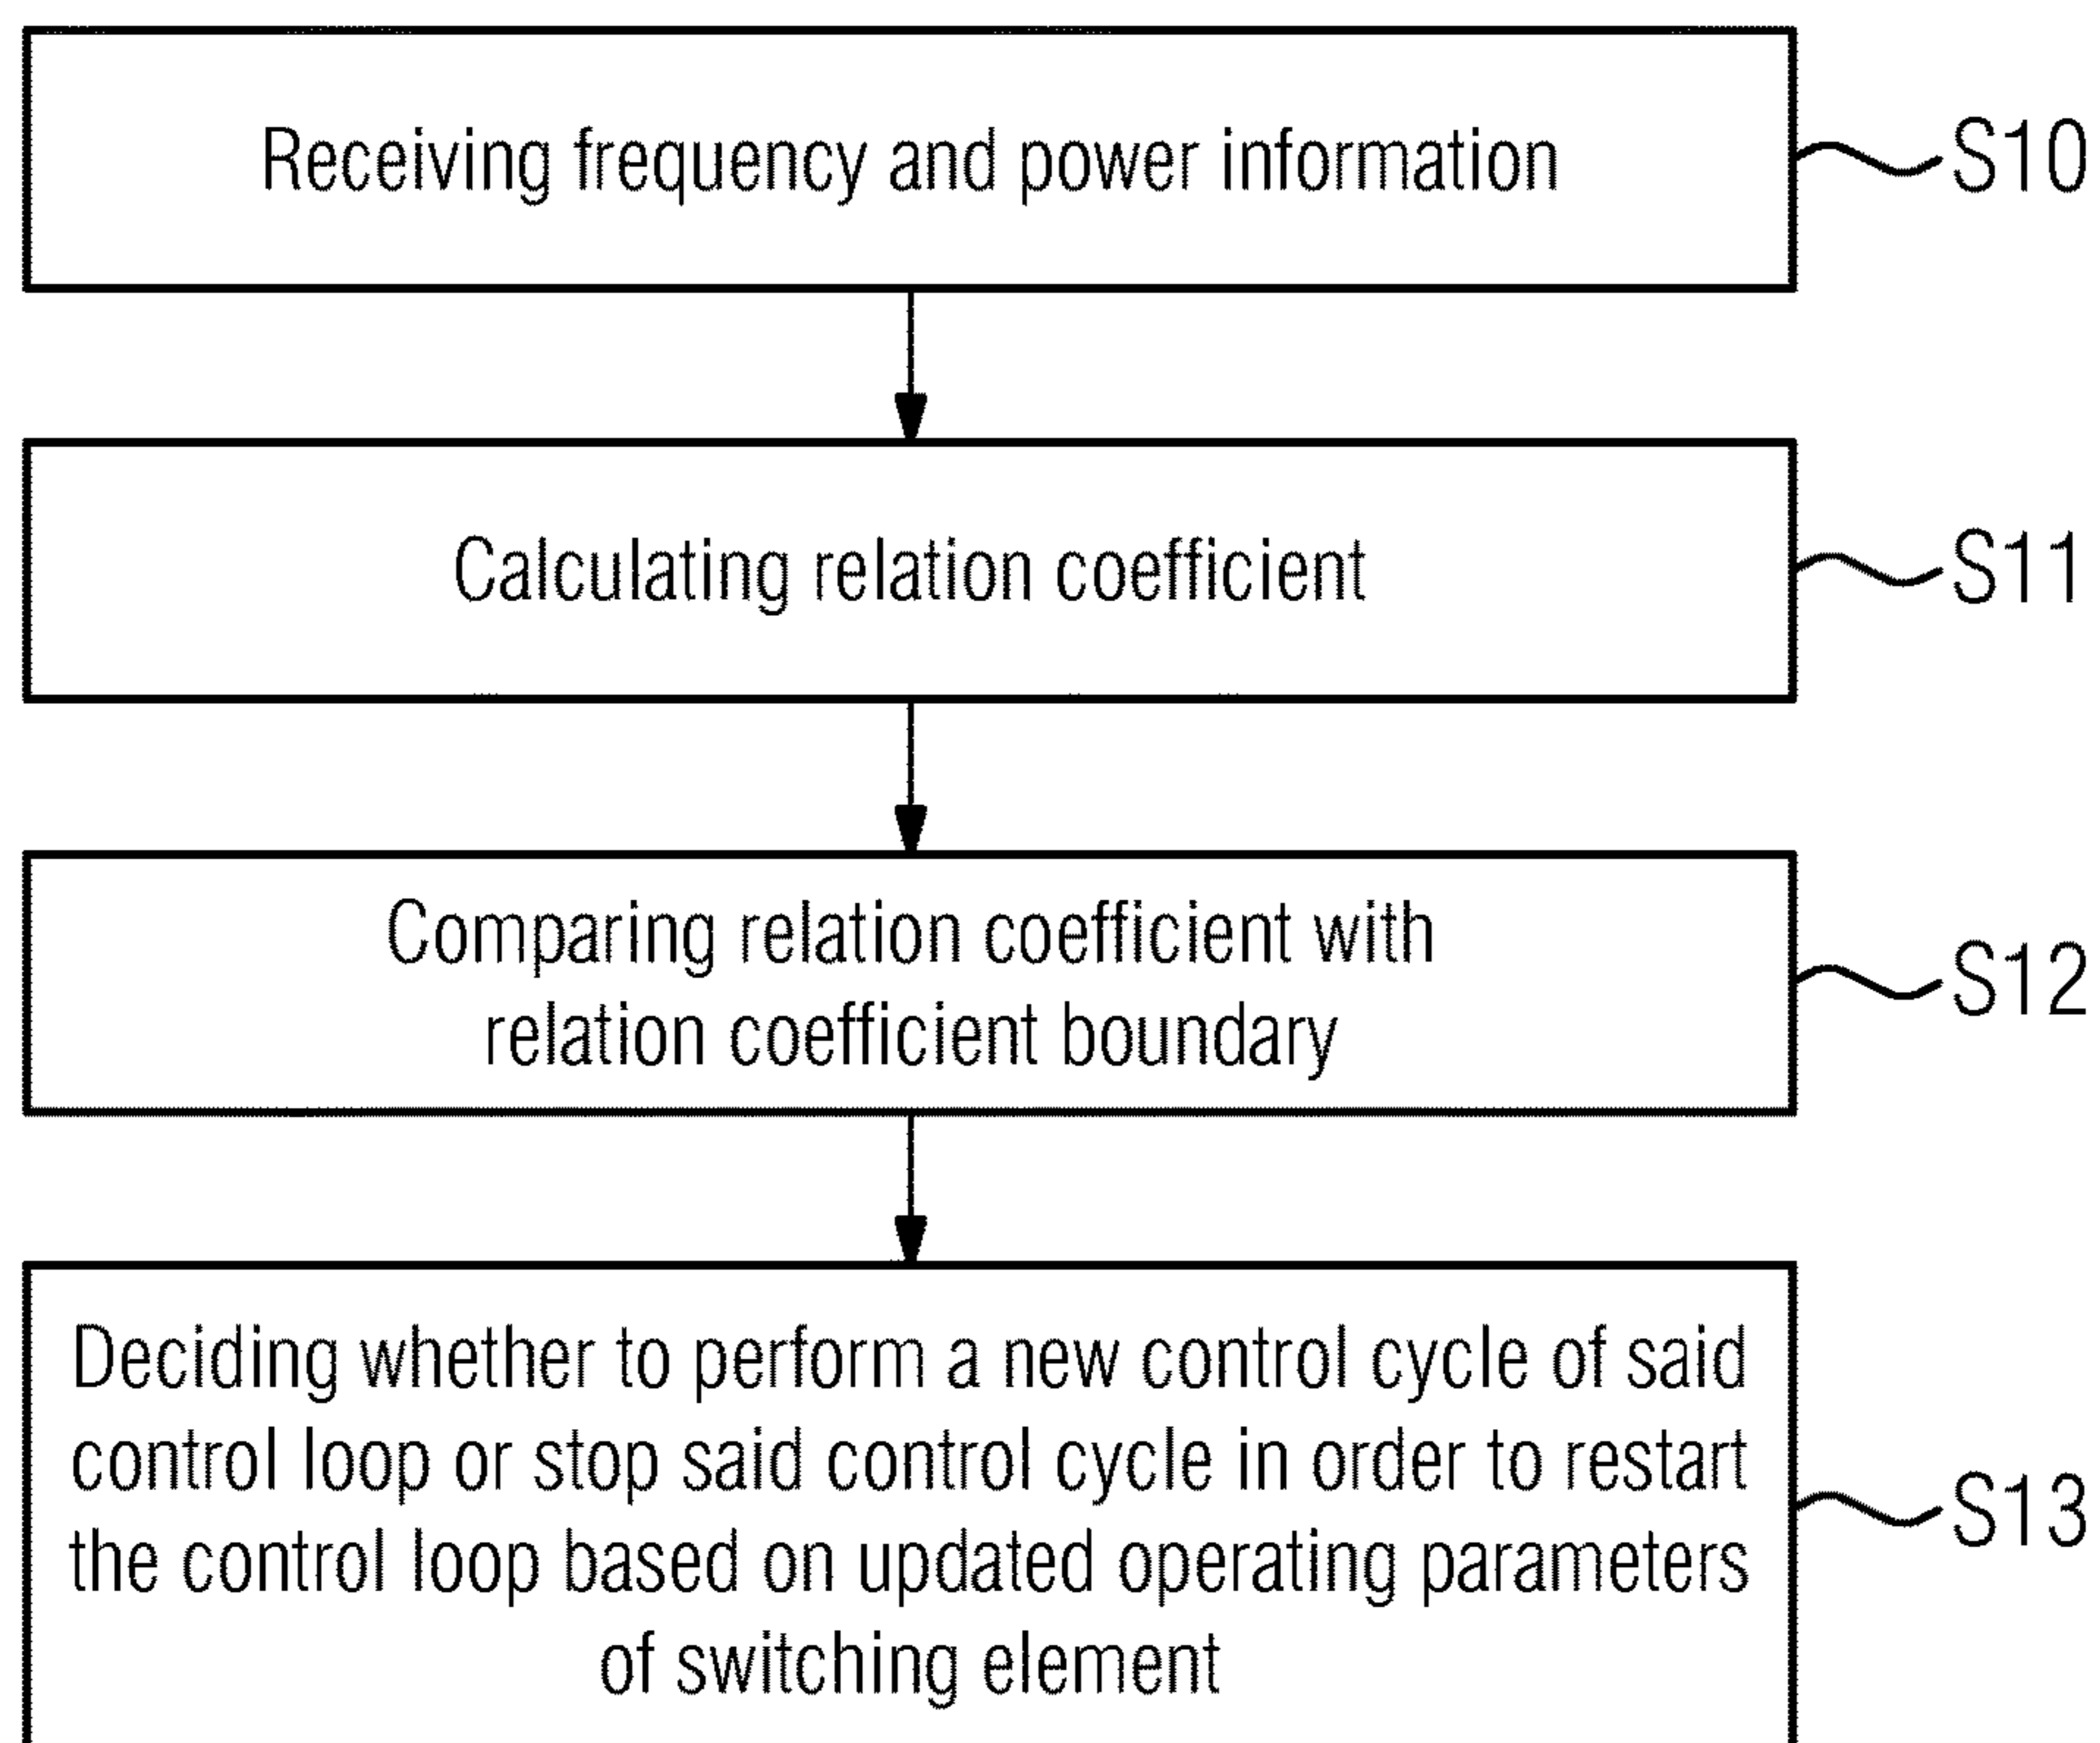 Receiving frequency and power information
S10
Calculating relation coefficient
S11
Comparing relation coefficient with
relation coefficient boundary
S12
Deciding whether to perform a new control cycle of said
control loop or stop said control cycle in order to restart
the control loop based on updated operating parameters
of switching element
S13